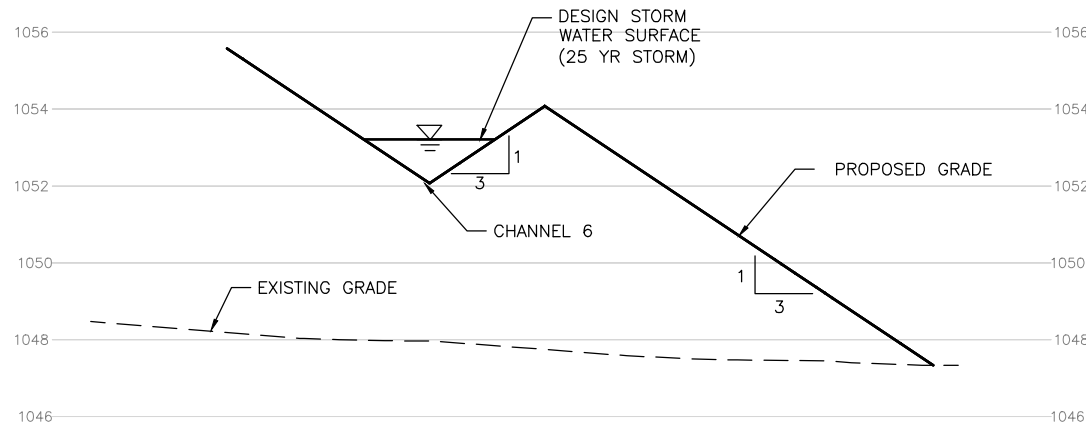 DESIGN STORM
WATER SURFACE
(25 YR STORM)
1056 1056
1054 1054
1
3
1052 1052
PROPOSED GRADE
CHANNEL 6
1050 1050
1
3
EXISTING GRADE
1048 1048
1046 1046